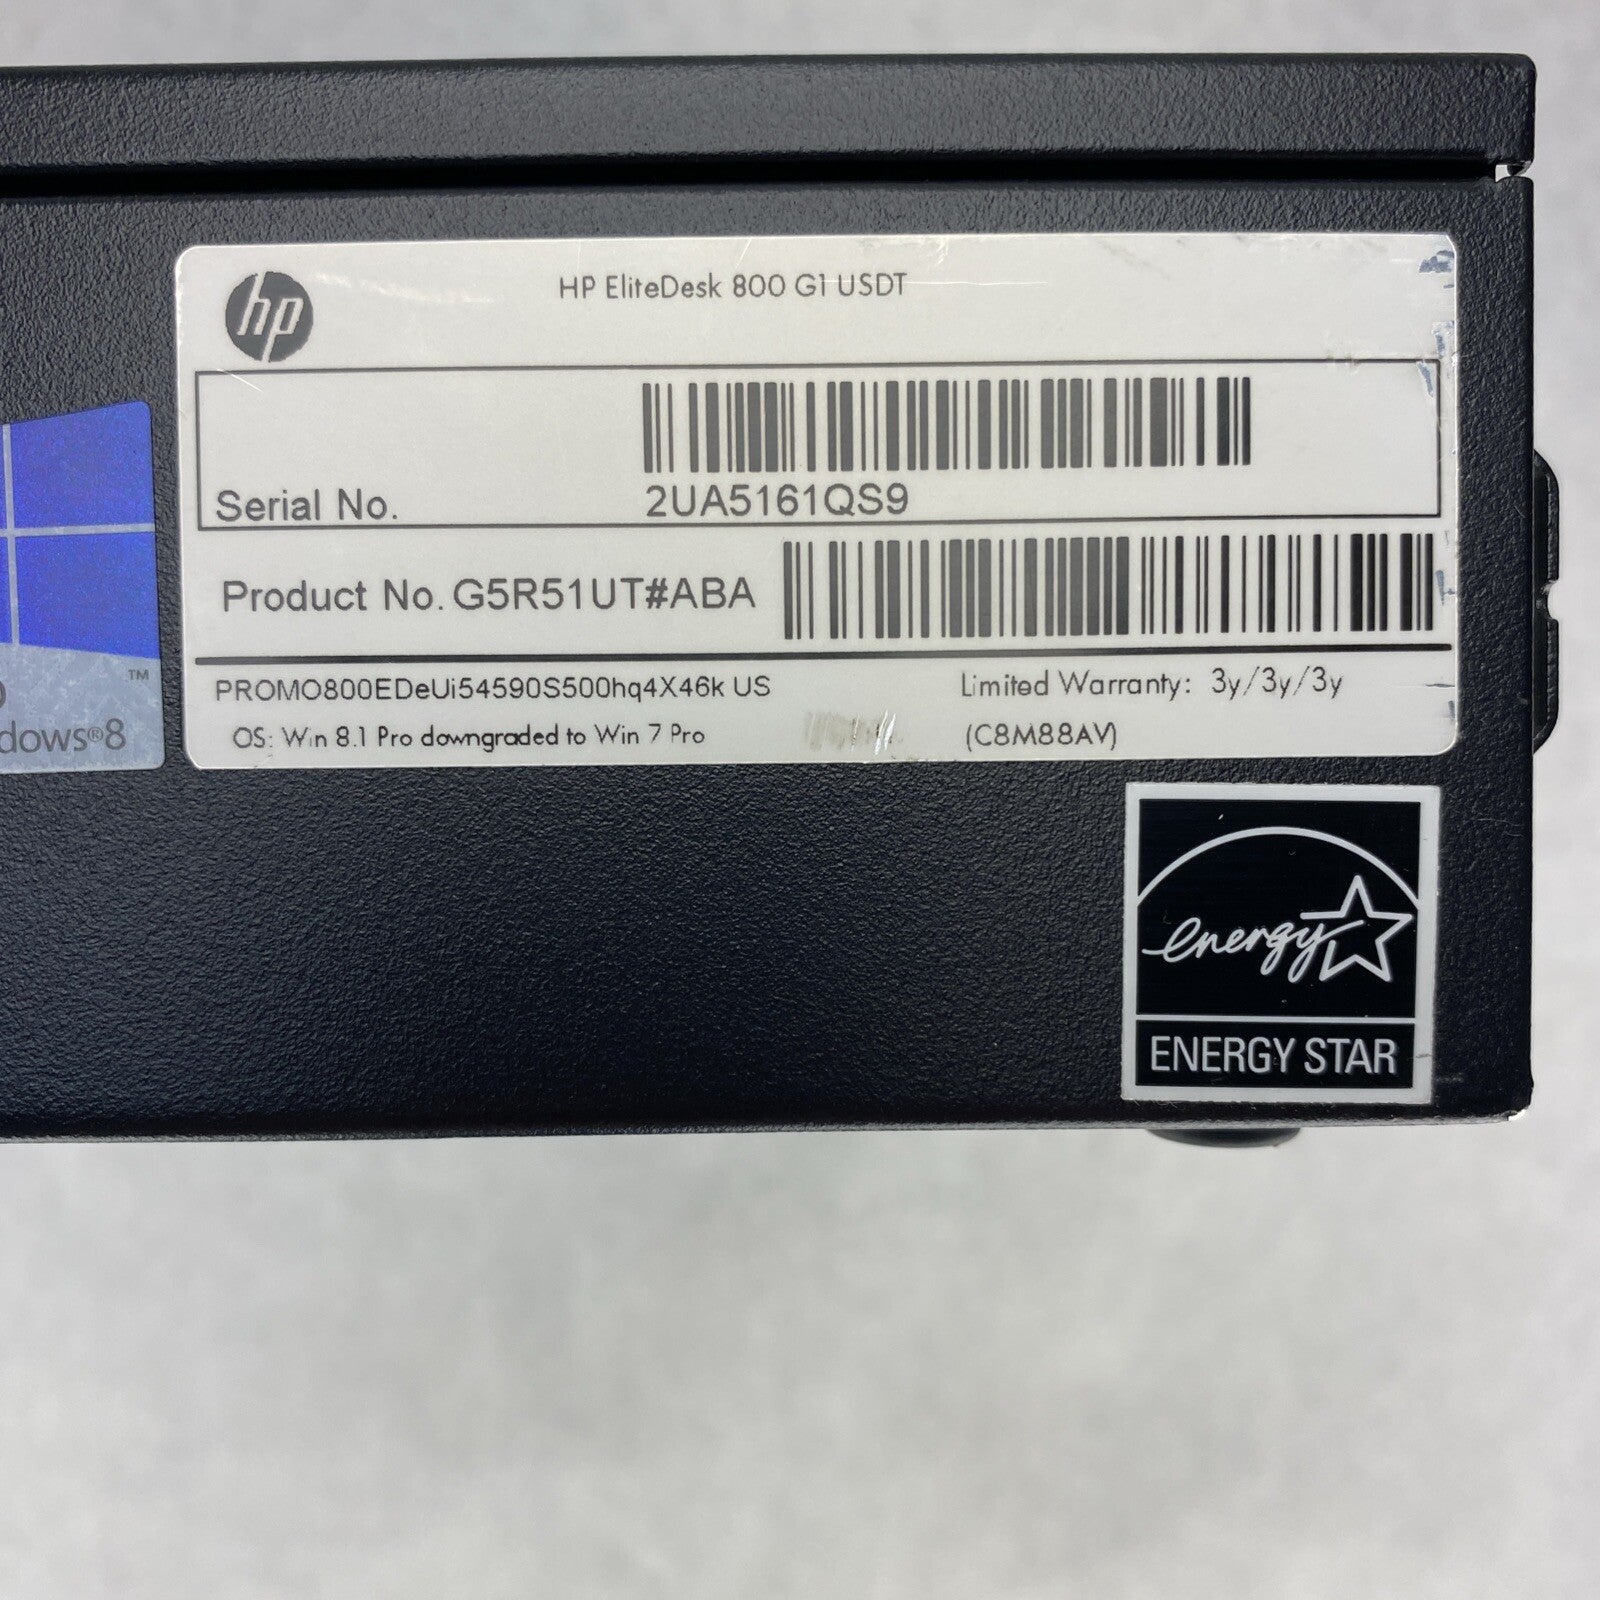 hp
HP EliteDesk 800 G1 USDT
Serial No.
2UA5161QS9
Product No. G5R51UT#ABA
PROMO800EDeUi54590S500hq4X46k US
Limited Warranty: 3y/3y/3y
OS: Win 8.1 Pro downgraded to Win 7 Pro
(C8M88AV)
TM
dows®8
energy
ENERGY STAR